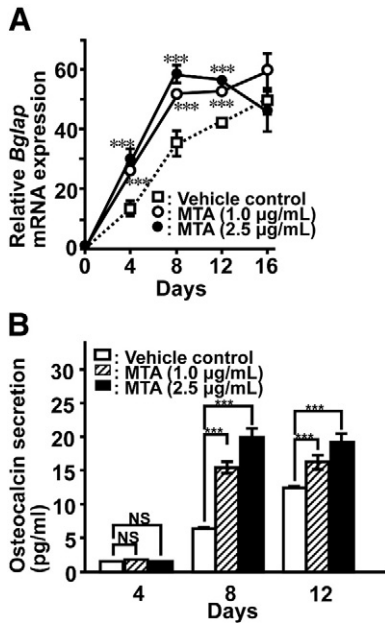 A
Relative Bglap
mRNA expression
60
40
20
0
***
***
***
***
***
***
: Vehicle control
: MTA (1.0 μg/mL)
: MTA (2.5 μg/mL)
0 4 8 12 16
Days
B
Osteocalcin secretion
(pg/ml)
30
25
20
15
10
5
0
: Vehicle control
: MTA (1.0 μg/mL)
: MTA (2.5 μg/mL)
NS
NS
***
***
***
***
4 8 12
Days